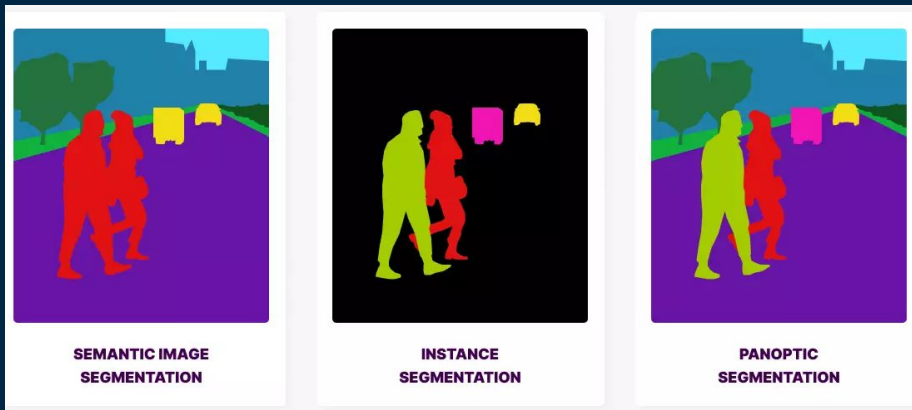 SEMANTIC IMAGE
SEGMENTATION
INSTANCE
SEGMENTATION
PANOPTIC
SEGMENTATION